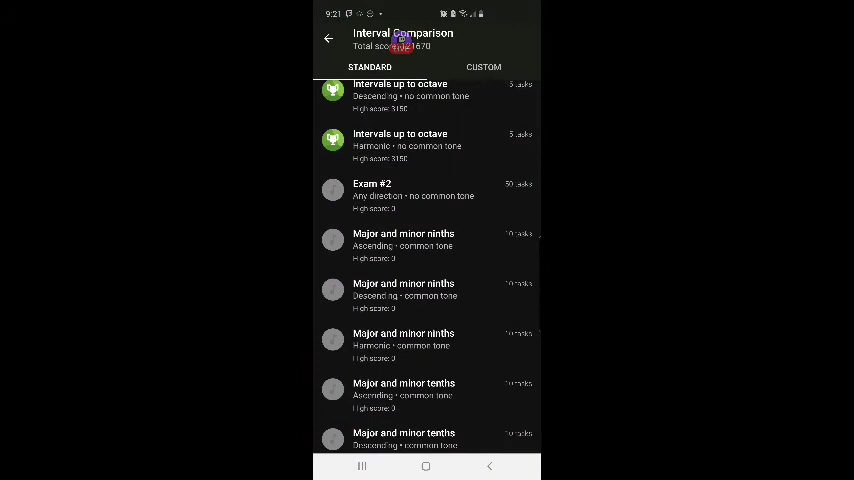 9:21
Interval Comparison
Total score: 1670
LIVE
STANDARD
CUSTOM
Intervals up to octave
5 tasks
Descending • no common tone
High score: 3150
Intervals up to octave
5 tasks
Harmonic • no common tone
High score: 3150
Exam #2
50 tasks
Any direction • no common tone
High score: 0
Major and minor ninths
10 tasks
Ascending • common tone
High score: 0
Major and minor ninths
10 tasks
Descending • common tone
High score: 0
Major and minor ninths
10 tasks
Harmonic • common tone
High score: 0
Major and minor tenths
10 tasks
Ascending • common tone
High score: 0
Major and minor tenths
10 tasks
Descending • common tone